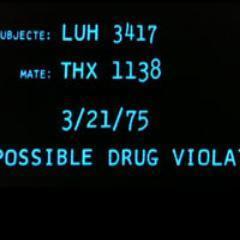 UBJECTE: LUH 3417
MATE: THX 1138
3/21/75
POSSIBLE DRUG VIOLAT